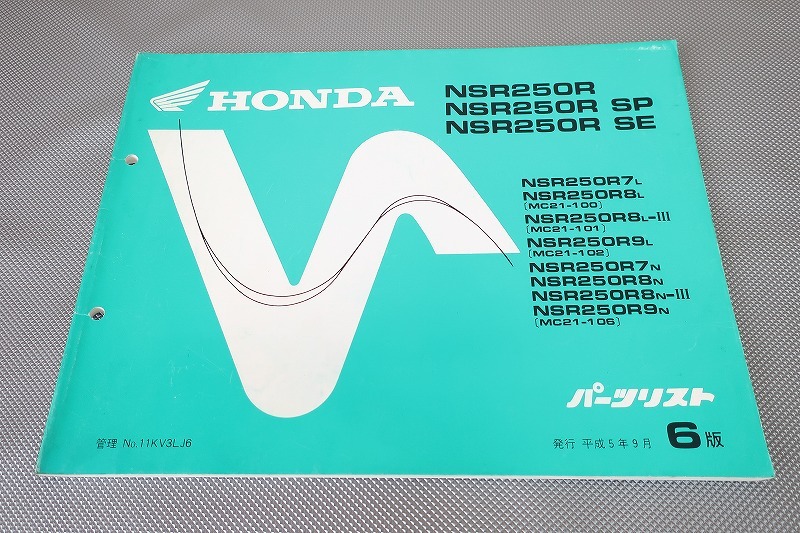 HONDA
NSR250R
NSR250R SP
NSR250R SE
NSR250R7L
NSR250R8L
(MC21-100)
NSR250R8L-III
(MC21-101)
NSR250R9L
(MC21-102)
NSR250R7N
NSR250R8N
NSR250R8N-III
NSR250R9N
(MC21-106)
パーツリスト
管理 No.11KV3LJ6
発行 平成5年9月 6版